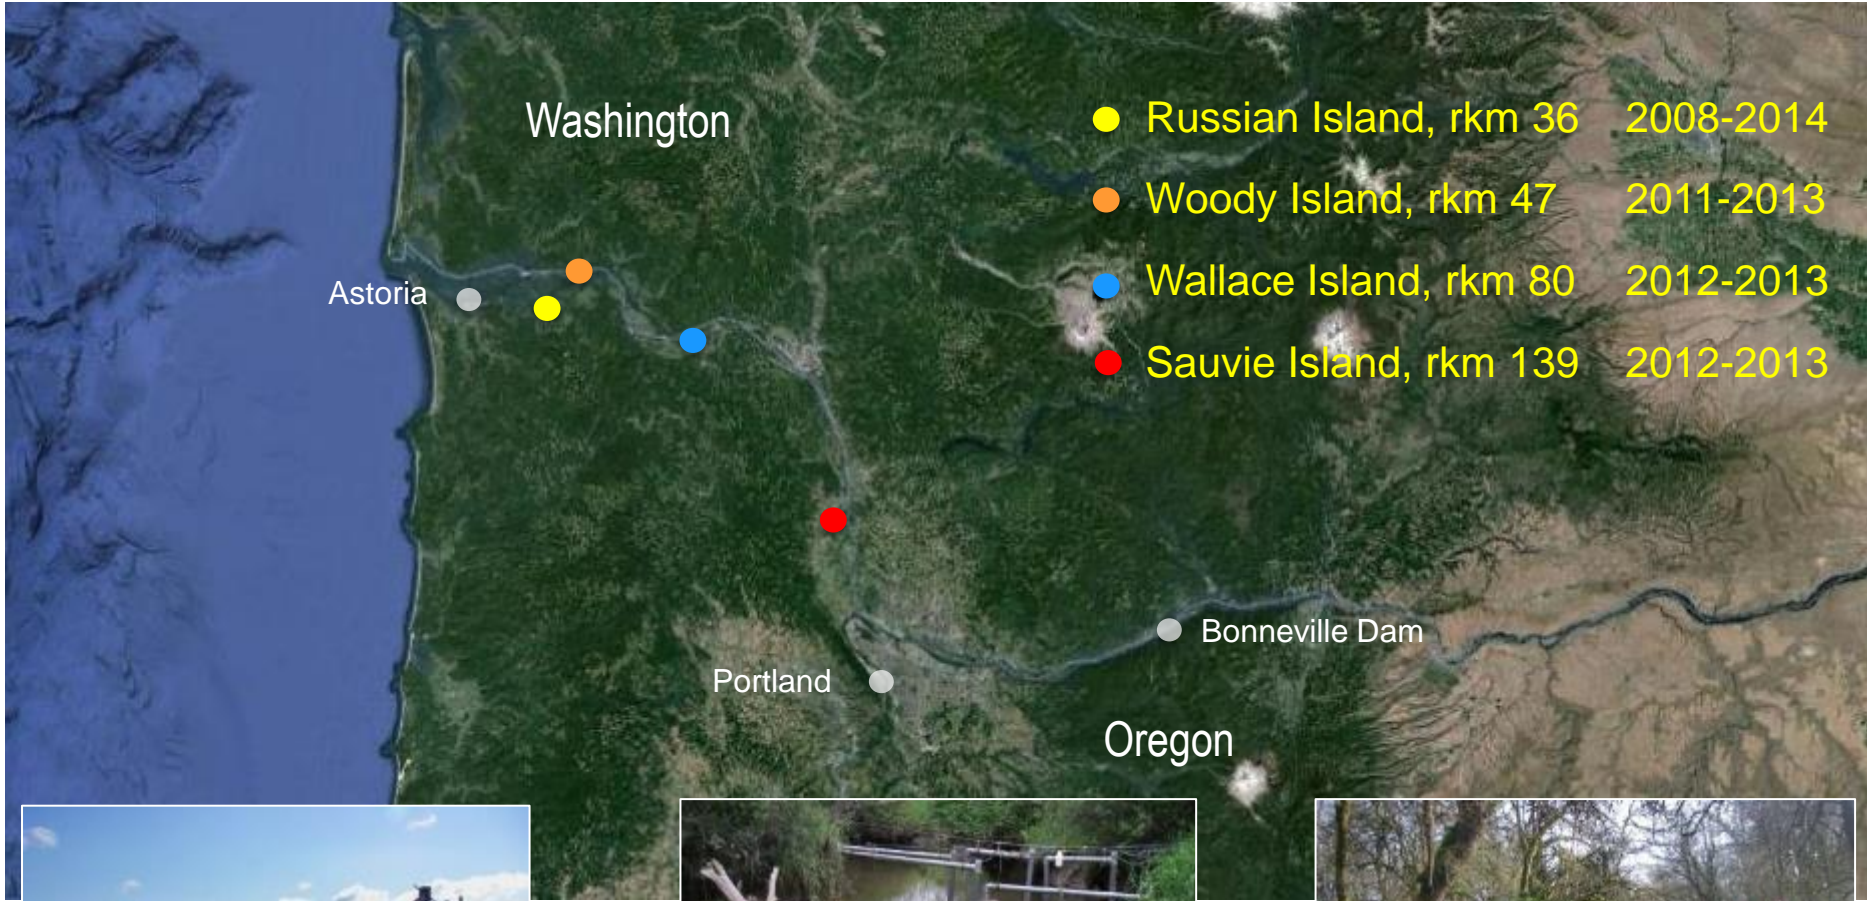 Washington
Russian Island, rkm 36 2008-2014
Woody Island, rkm 47 2011-2013
Astoria
Wallace Island, rkm 80 2012-2013
Sauvie Island, rkm 139 2012-2013
Bonneville Dam
Portland
Oregon